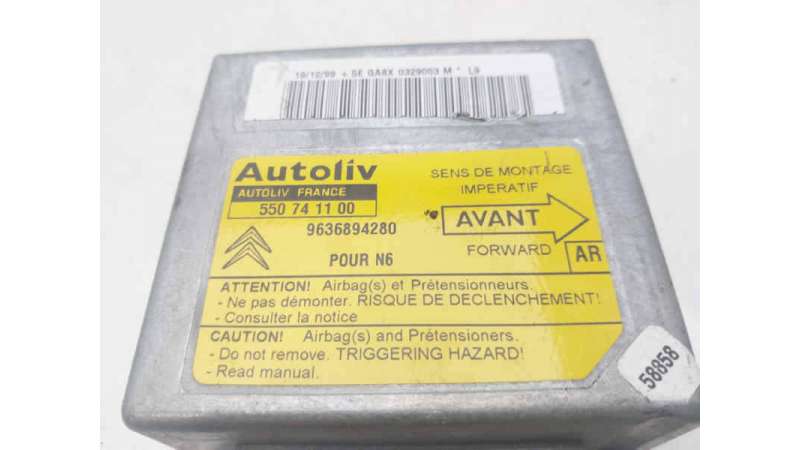 19/12/99 + 5E GA8X 0329053 M * L9
Autoliv
AUTOLIV FRANCE
550 74 11 00
9636894280
POUR N6
SENS DE MONTAGE
IMPERATIF
AVANT
FORWARD
AR
ATTENTION! Airbag(s) et Prétensionneurs.
- Ne pas démonter. RISQUE DE DECLENCHEMENT!
- Consulter la notice
CAUTION! Airbag(s) and Prétensioners.
- Do not remove. TRIGGERING HAZARD!
- Read manual.
58858